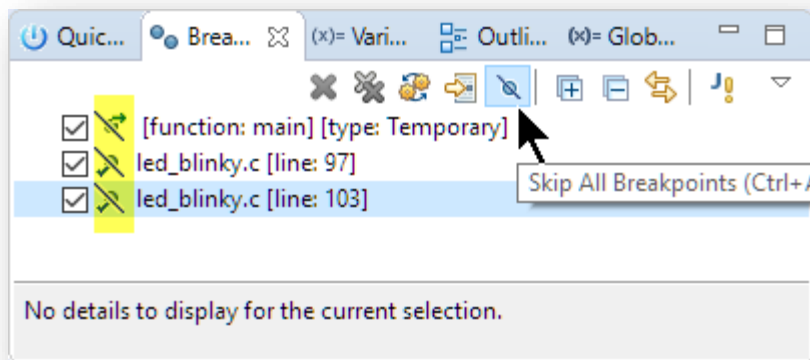 Quic... Brea... (x)= Vari... Outli... (x)= Glob...
[function: main] [type: Temporary]
led_blinky.c [line: 97]
led_blinky.c [line: 103]
Skip All Breakpoints (Ctrl+A
No details to display for the current selection.